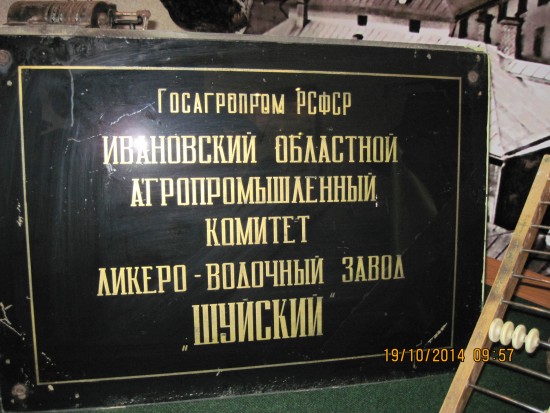 Госагропром РСФСР
ИВАНОВСКИЙ ОБЛАСТНОЙ
АГРОПРОМЫШЛЕННЫЙ
КОМИТЕТ
ЛИКЕРО-ВОДОЧНЫЙ ЗАВОД
„ШУЙСКИЙ"
19/10/2014 09:57